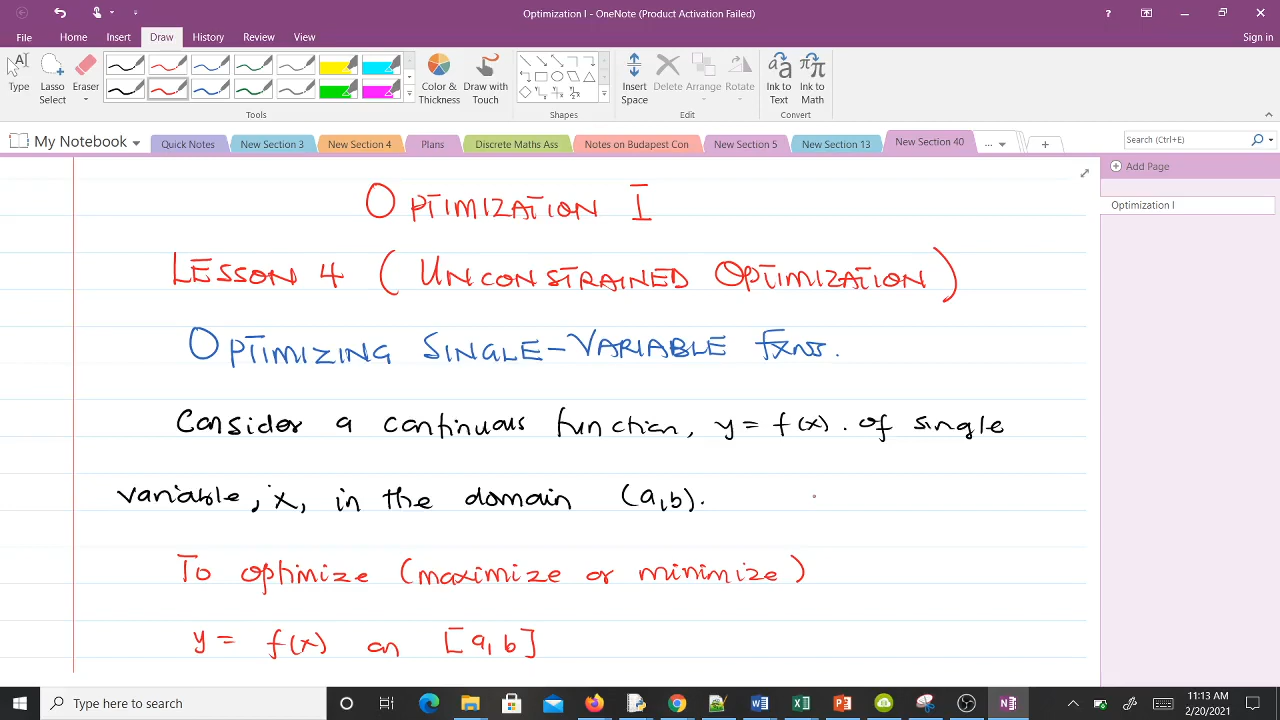 Optimization I - OneNote (Product Activation Failed)
? Sign in
File Home Insert Draw History Review View
Type Lasso Select Eraser Color & Thickness Draw with Touch Insert Space Delete Arrange Rotate Ink to Text Ink to Math
Tools Shapes Edit Convert
My Notebook Quick Notes New Section 3 New Section 4 Plans Discrete Maths Ass Notes on Budapest Con New Section 5 New Section 13 New Section 40 ... + Search (Ctrl+E)
Add Page
Optimization I
OPTIMIZATION I
LESSON 4 (UNCONSTRAINED OPTIMIZATION)
OPTIMIZING SINGLE-VARIABLE fxns.
Consider a continuous function, y = f(x). of single
variable, x, in the domain (a,b).
To optimize (maximize or minimize)
y = f(x) on [a,b]
Type here to search
11:13 AM
2/20/2021